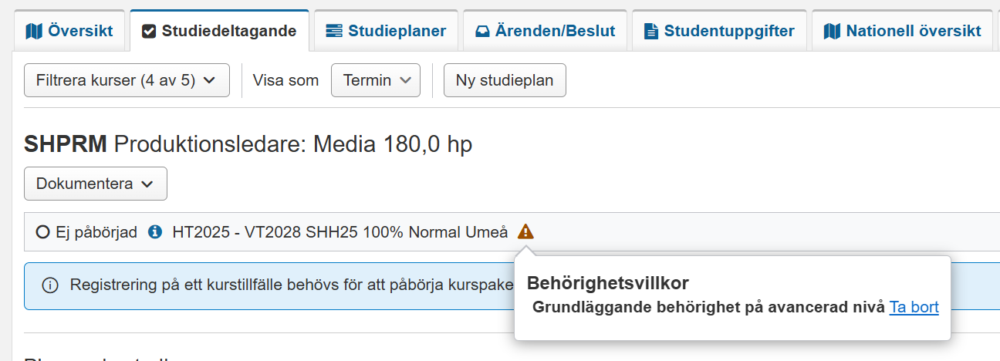 Översikt Studiedeltagande Studieplaner Ärenden/Beslut Studentuppgifter Nationell översikt
Filtrera kurser (4 av 5) Visa som Termin Ny studieplan
SHPRM Produktionsledare: Media 180,0 hp
Dokumentera
Ej påbörjad HT2025 - VT2028 SHH25 100% Normal Umeå
Registrering på ett kurstillfälle behövs för att påbörja kurspake
Behörighetsvillkor
Grundläggande behörighet på avancerad nivå Ta bort